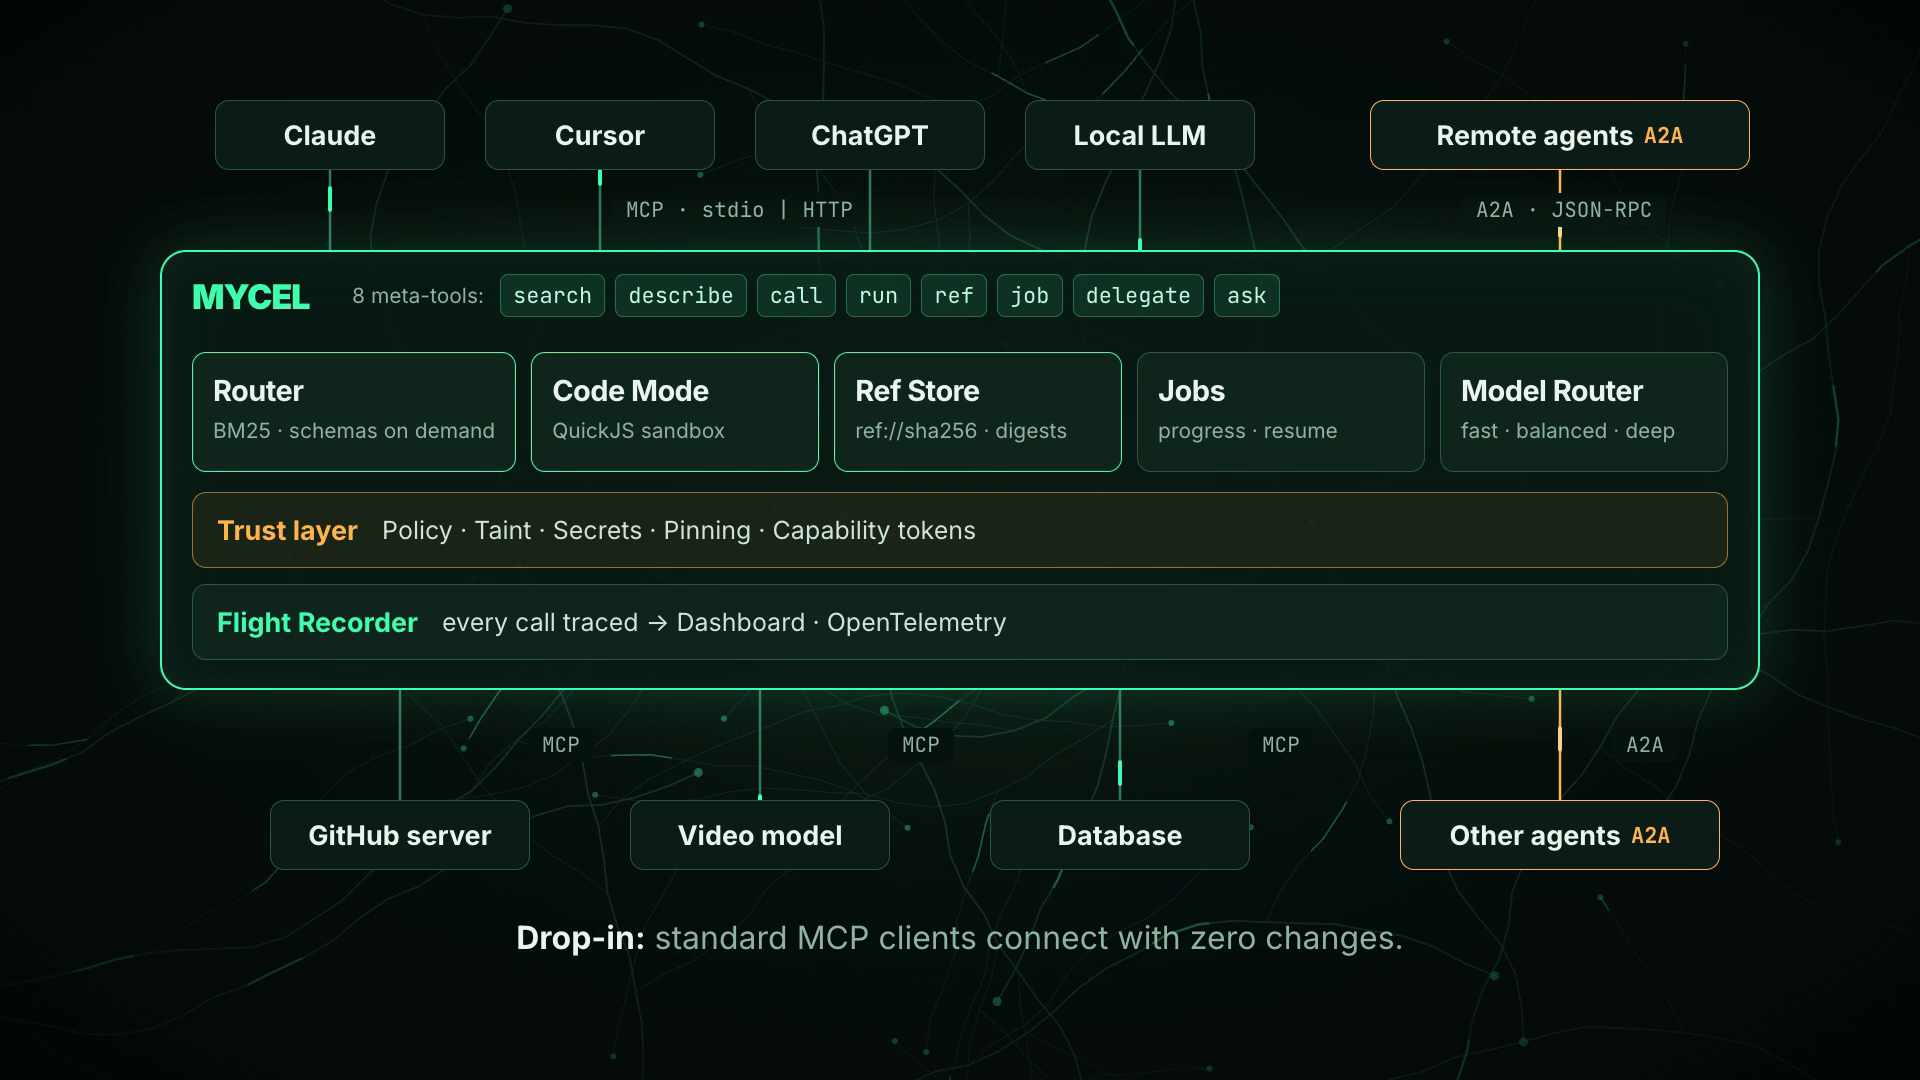 Claude
Cursor
ChatGPT
Local LLM
Remote agents A2A
MCP · stdio | HTTP
A2A · JSON-RPC
MYCEL
8 meta-tools: search describe call run ref job delegate ask
Router
BM25 · schemas on demand
Code Mode
QuickJS sandbox
Ref Store
ref://sha256 · digests
Jobs
progress · resume
Model Router
fast · balanced · deep
Trust layer Policy · Taint · Secrets · Pinning · Capability tokens
Flight Recorder every call traced → Dashboard · OpenTelemetry
MCP
MCP
MCP
A2A
GitHub server
Video model
Database
Other agents A2A
Drop-in: standard MCP clients connect with zero changes.